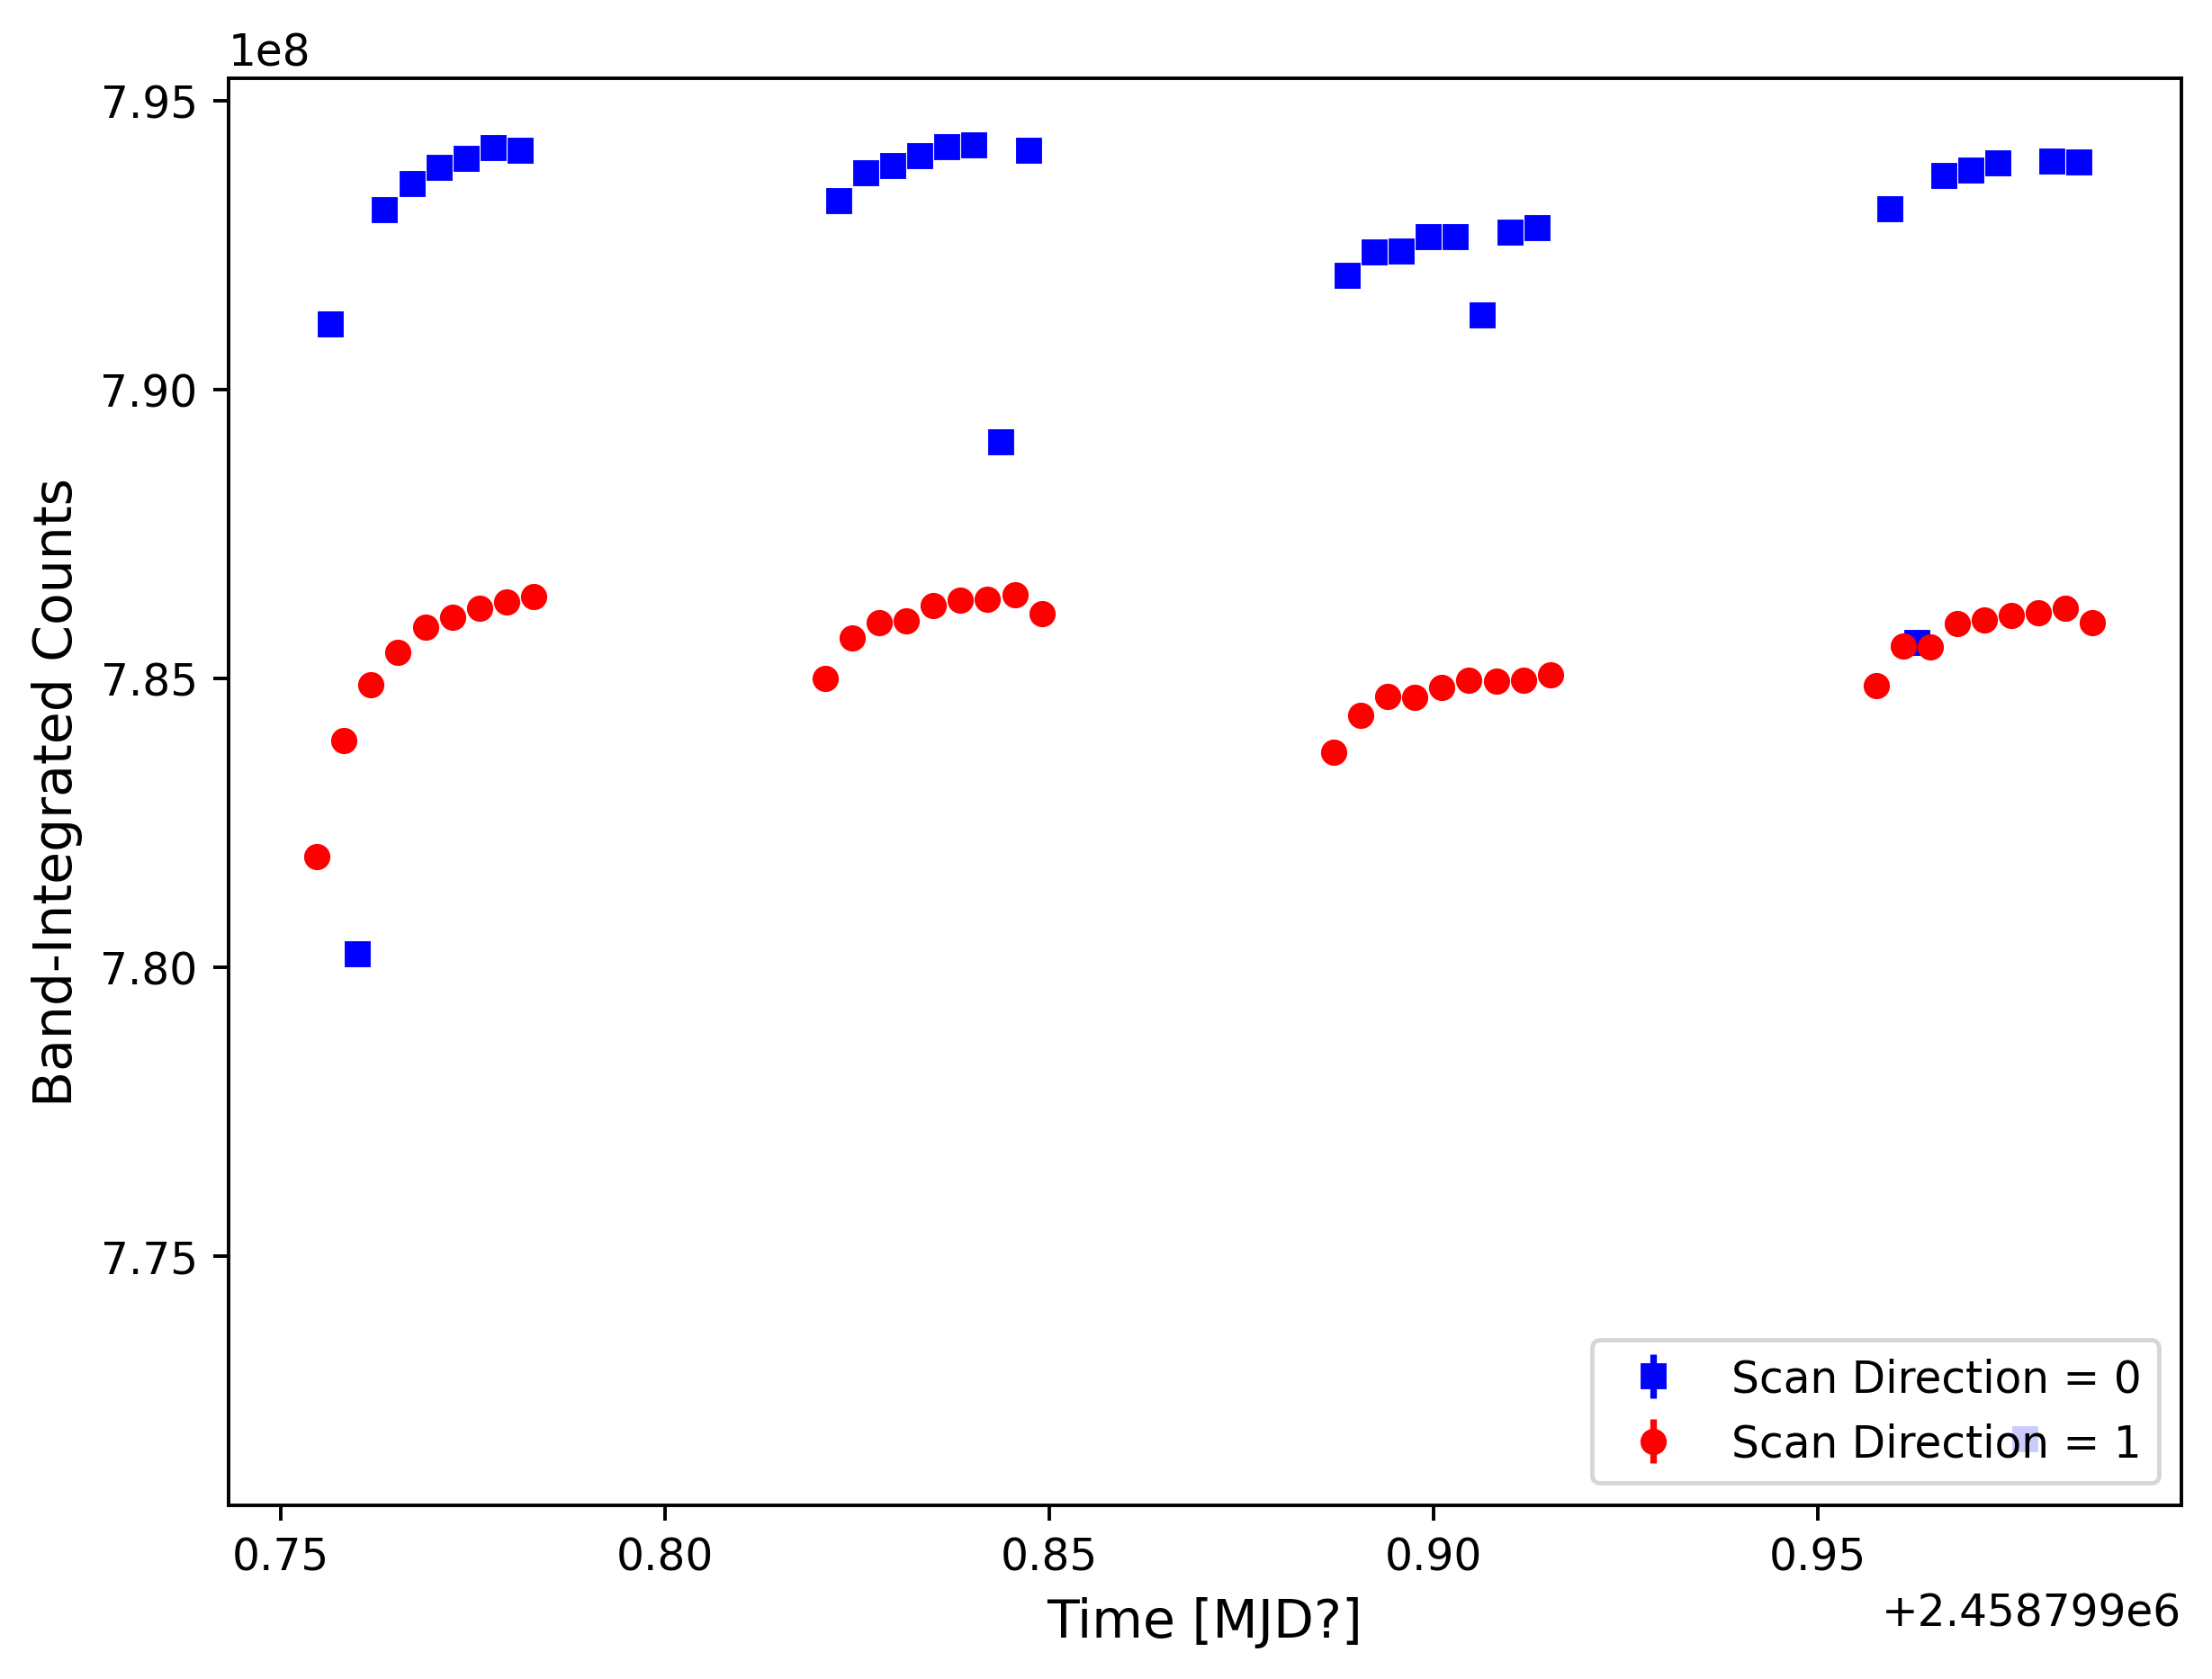 1e8
7.95
7.90
7.85
7.80
7.75
Band-Integrated Counts
Scan Direction = 0
Scan Direction = 1
0.75 0.80 0.85 0.90 0.95
+2.458799e6
Time [MJD?]